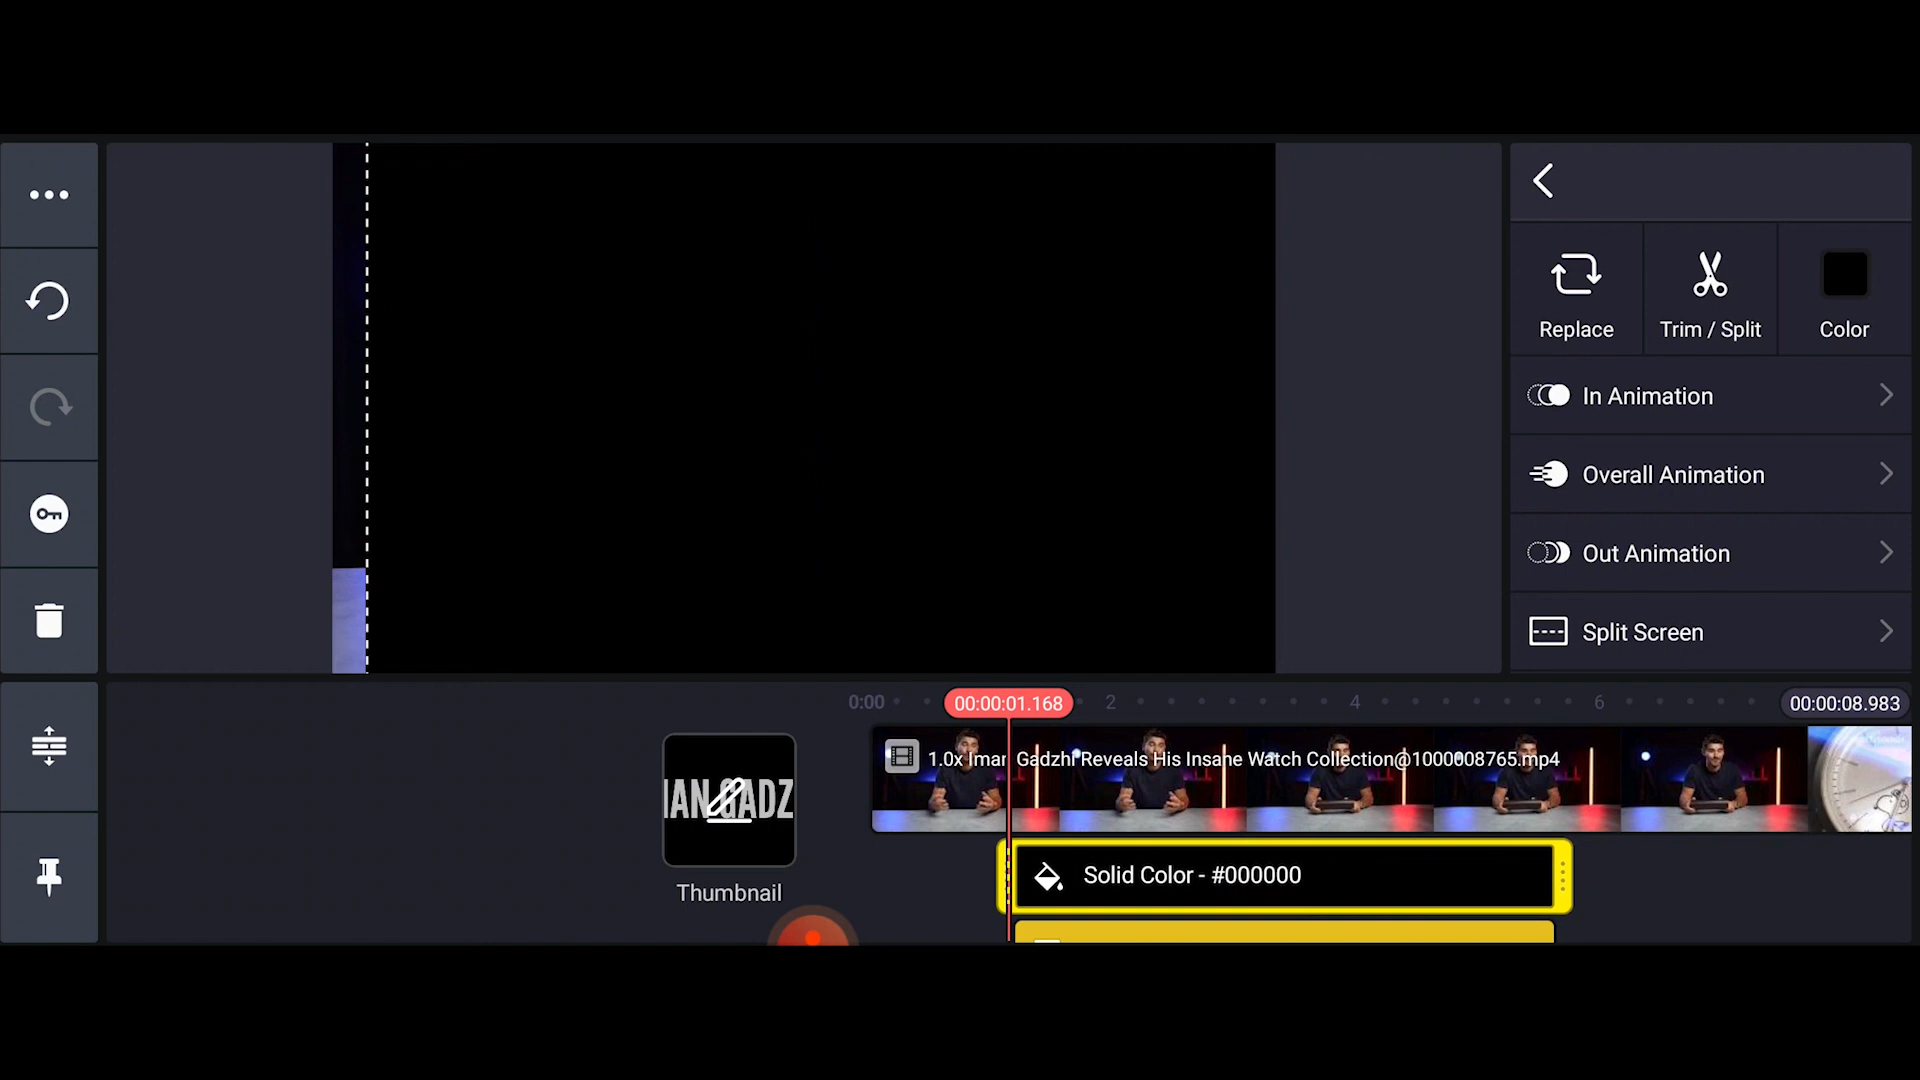 Replace
Trim / Split
Color
In Animation
Overall Animation
Out Animation
Split Screen
0:00
00:00:01.168
2
4
6
00:00:08.983
1.0x Iman Gadzhi Reveals His Insane Watch Collection@1000008765.mp4
IAN GADZ
Thumbnail
Solid Color - #000000